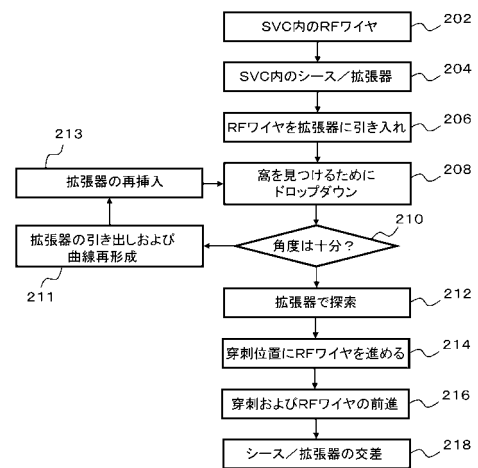 SVC内のRFワイヤ
202
SVC内のシース／拡張器
204
RFワイヤを拡張器に引き入れ
206
213
拡張器の再挿入
窩を見つけるために
ドロップダウン
208
210
拡張器の引き出しおよび
曲線再形成
211
角度は十分？
拡張器で探索
212
穿刺位置にRFワイヤを進める
214
穿刺およびRFワイヤの前進
216
シース／拡張器の交差
218